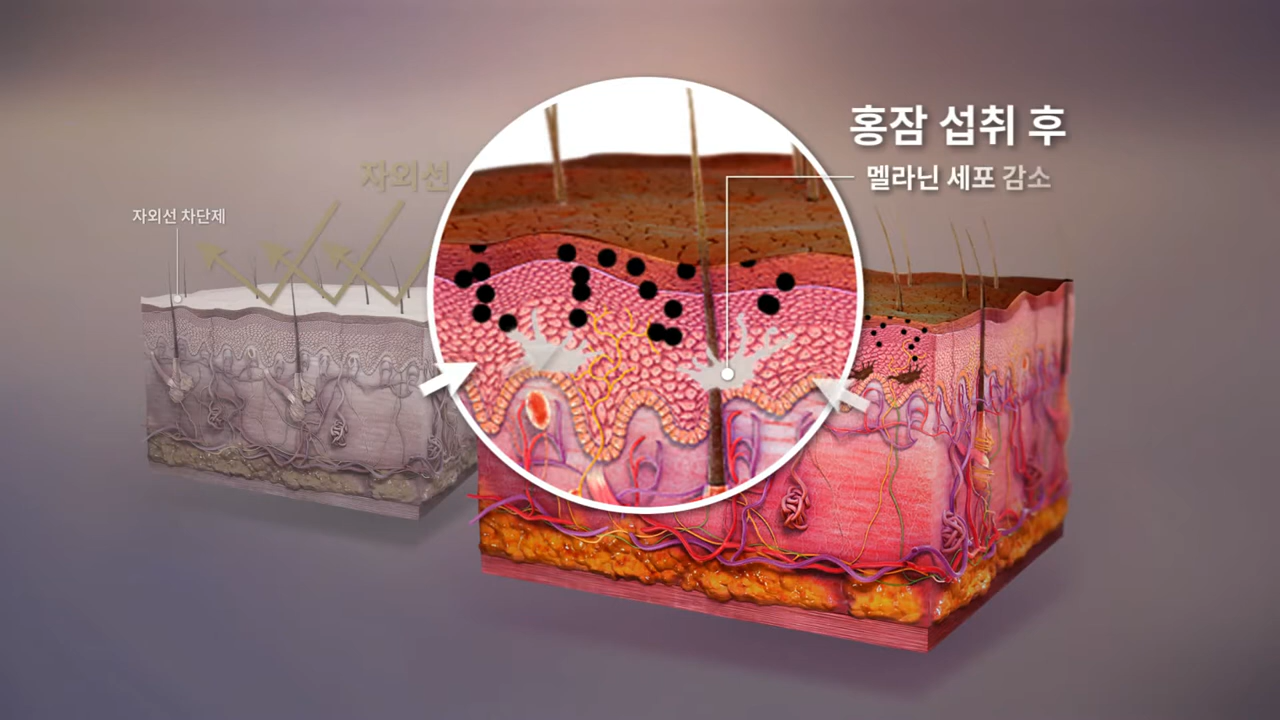 홍잠 섭취 후
멜라닌 세포 감소
자외선
자외선 차단제